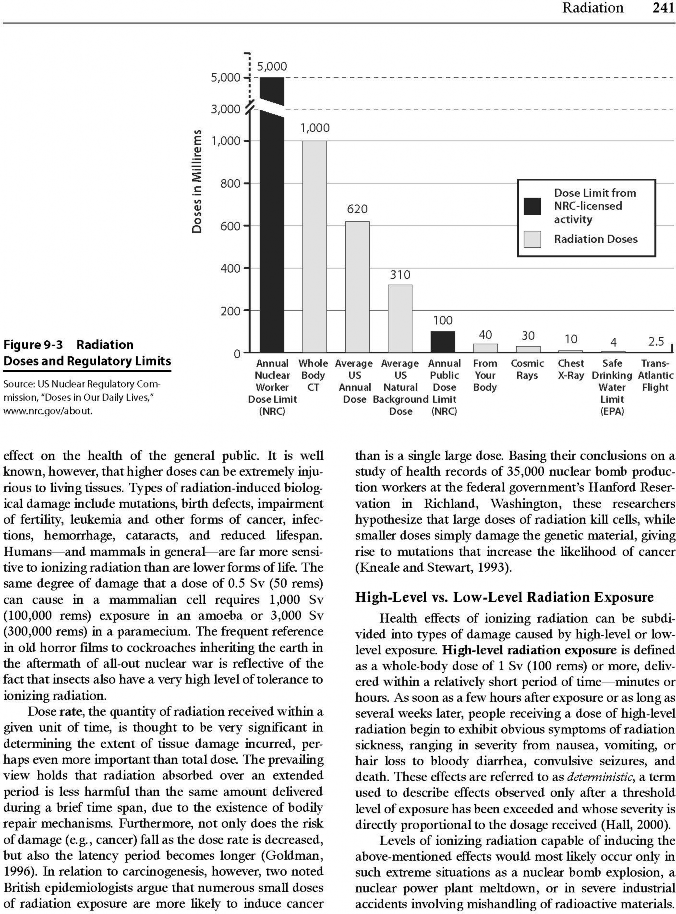 Radiation 241
5,000
5,000
3,000
1,000
1,000
800
620
600
400
310
200
100
40
30
10
4
2.5
0
Doses in Millirems
Dose Limit from
NRC-licensed
activity
Radiation Doses
Annual
Nuclear
Worker
Dose Limit
(NRC)
Whole
Body
CT
Average
US
Annual
Dose
Average
US
Natural
Background
Dose
Annual
Public
Dose
Limit
(NRC)
From
Your
Body
Cosmic
Rays
Chest
X-Ray
Safe
Drinking
Water
Limit
(EPA)
Trans-
Atlantic
Flight
Figure 9-3 Radiation
Doses and Regulatory Limits
Source: US Nuclear Regulatory Com-
mission, "Doses in Our Daily Lives,"
www.nrc.gov/about.
effect on the health of the general public. It is well
known, however, that higher doses can be extremely inju-
rious to living tissues. Types of radiation-induced biolog-
ical damage include mutations, birth defects, impairment
of fertility, leukemia and other forms of cancer, infec-
tions, hemorrhage, cataracts, and reduced lifespan.
Humans—and mammals in general—are far more sensi-
tive to ionizing radiation than are lower forms of life. The
same degree of damage that a dose of 0.5 Sv (50 rems)
can cause in a mammalian cell requires 1,000 Sv
(100,000 rems) exposure in an amoeba or 3,000 Sv
(300,000 rems) in a paramecium. The frequent reference
in old horror films to cockroaches inheriting the earth in
the aftermath of all-out nuclear war is reflective of the
fact that insects also have a very high level of tolerance to
ionizing radiation.
Dose rate, the quantity of radiation received within a
given unit of time, is thought to be very significant in
determining the extent of tissue damage incurred, per-
haps even more important than total dose. The prevailing
view holds that radiation absorbed over an extended
period is less harmful than the same amount delivered
during a brief time span, due to the existence of bodily
repair mechanisms. Furthermore, not only does the risk
of damage (e.g., cancer) fall as the dose rate is decreased,
but also the latency period becomes longer (Goldman,
1996). In relation to carcinogenesis, however, two noted
British epidemiologists argue that numerous small doses
of radiation exposure are more likely to induce cancer
than is a single large dose. Basing their conclusions on a
study of health records of 35,000 nuclear bomb produc-
tion workers at the federal government's Hanford Reser-
vation in Richland, Washington, these researchers
hypothesize that large doses of radiation kill cells, while
smaller doses simply damage the genetic material, giving
rise to mutations that increase the likelihood of cancer
(Kneale and Stewart, 1993).
High-Level vs. Low-Level Radiation Exposure
Health effects of ionizing radiation can be subdi-
vided into types of damage caused by high-level or low-
level exposure. High-level radiation exposure is defined
as a whole-body dose of 1 Sv (100 rems) or more, deliv-
ered within a relatively short period of time—minutes or
hours. As soon as a few hours after exposure or as long as
several weeks later, people receiving a dose of high-level
radiation begin to exhibit obvious symptoms of radiation
sickness, ranging in severity from nausea, vomiting, or
hair loss to bloody diarrhea, convulsive seizures, and
death. These effects are referred to as deterministic, a term
used to describe effects observed only after a threshold
level of exposure has been exceeded and whose severity is
directly proportional to the dosage received (Hall, 2000).
Levels of ionizing radiation capable of inducing the
above-mentioned effects would most likely occur only in
such extreme situations as a nuclear bomb explosion, a
nuclear power plant meltdown, or in severe industrial
accidents involving mishandling of radioactive materials.